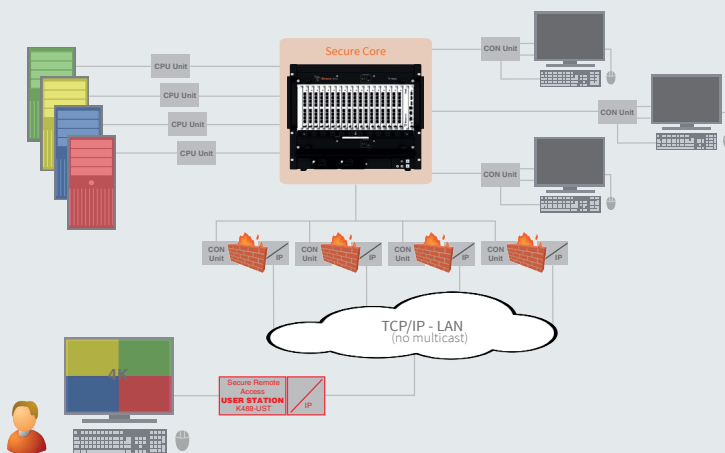 Secure Core
CPU Unit
CPU Unit
CPU Unit
CPU Unit
CON Unit
CON Unit
CON Unit
CON
Unit
IP
CON
Unit
IP
CON
Unit
IP
CON
Unit
IP
TCP/IP - LAN
(no multicast)
4K
Secure Remote
Access
USER STATION
K488-UST
IP